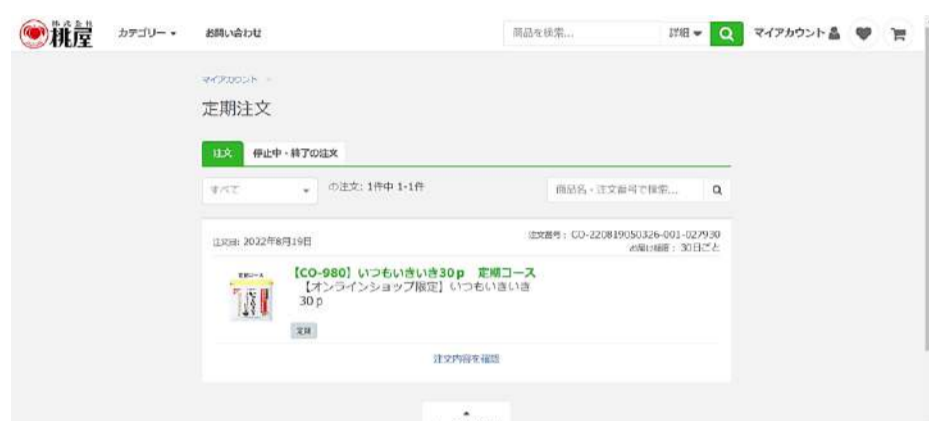 株式会社
桃屋
カテゴリー
お問い合わせ
商品を検索...
詳細
マイアカウント
マイアカウント
定期注文
注文
停止中・終了の注文
すべて
の注文: 1件中 1-1件
商品名・注文番号で検索...
注文日: 2022年8月19日
注文番号: CO-220819050326-001-027930
お届け頻度: 30日ごと
定期コース
【CO-980】いつもいきいき30p 定期コース
【オンラインショップ限定】いつもいきいき
30p
定期
注文内容を確認